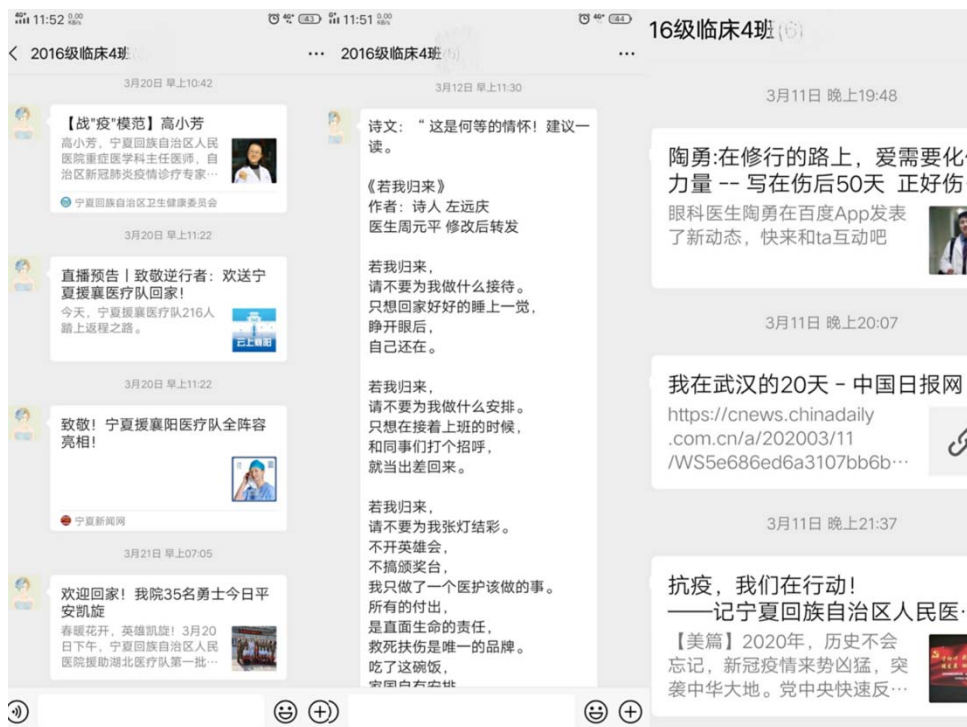 11:52 0.00 KB/s 4G 43
2016级临床4班
3月20日 早上10:42
【战"疫"模范】高小芳
高小芳，宁夏回族自治区人民
医院重症医学科主任医师，自
治区新冠肺炎疫情诊疗专家…
宁夏回族自治区卫生健康委员会
3月20日 早上11:22
直播预告丨致敬逆行者：欢送宁
夏援襄医疗队回家！
今天，宁夏援襄医疗队216人
踏上返程之路。
云上襄阳
3月20日 早上11:22
致敬！宁夏援襄阳医疗队全阵容
亮相！
宁夏新闻网
3月21日 早上07:05
欢迎回家！我院35名勇士今日平
安凯旋
春暖花开，英雄凯旋！3月20
日下午，宁夏回族自治区人民
医院援助湖北医疗队第一批…
11:51 0.00 KB/s 4G 44
2016级临床4班(6)
3月12日 早上11:30
诗文：“ 这是何等的情怀！建议一
读。
《若我归来》
作者：诗人 左远庆
医生周元平 修改后转发
若我归来，
请不要为我做什么接待。
只想回家好好的睡上一觉，
睁开眼后，
自己还在。
若我归来，
请不要为我做什么安排。
只想在接着上班的时候，
和同事们打个招呼，
就当出差回来。
若我归来，
请不要为我张灯结彩。
不开英雄会，
不搞颁奖台，
我只做了一个医护该做的事。
所有的付出，
是直面生命的责任，
救死扶伤是唯一的品牌。
吃了这碗饭，
家国自有安排
16级临床4班(6)
3月11日 晚上19:48
陶勇:在修行的路上，爱需要化
力量 -- 写在伤后50天 正好伤
眼科医生陶勇在百度App发表
了新动态，快来和ta互动吧
3月11日 晚上20:07
我在武汉的20天 - 中国日报网
https://cnews.chinadaily
.com.cn/a/202003/11
/WS5e686ed6a3107bb6b…
3月11日 晚上21:37
抗疫，我们在行动！
——记宁夏回族自治区人民医…
【美篇】2020年，历史不会
忘记，新冠疫情来势凶猛，突
袭中华大地。党中央快速反…